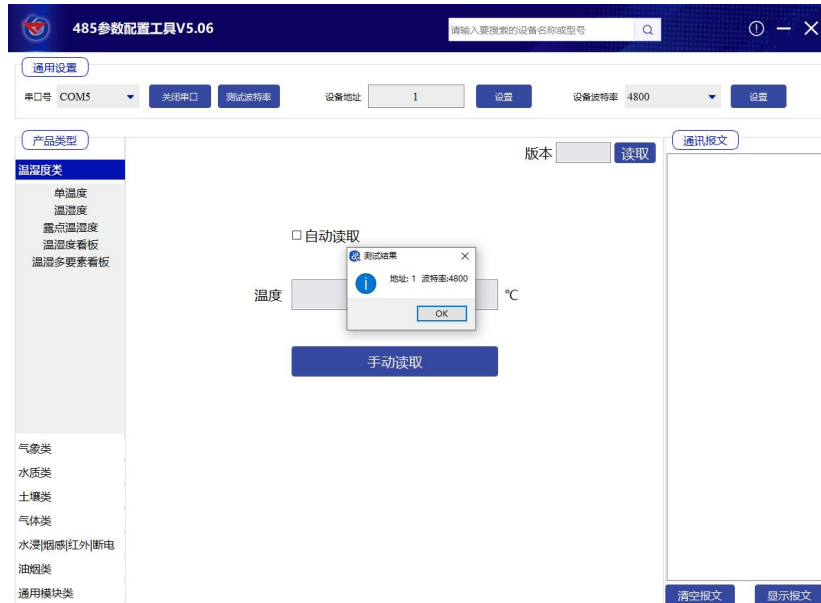 485参数配置工具V5.06
请输入要搜索的设备名称或型号
通用设置
串口号 COM5 关闭串口 测试波特率 设备地址 1 设置 设备波特率 4800 设置
产品类型
通讯报文
版本 读取
温湿度类
单温度
温湿度
露点温湿度
温湿度看板
温湿多要素看板
自动读取
测试结果
地址: 1 波特率:4800
OK
温度 ℃
手动读取
气象类
水质类
土壤类
气体类
水浸|烟感|红外|断电
油烟类
通用模块类
清空报文 显示报文